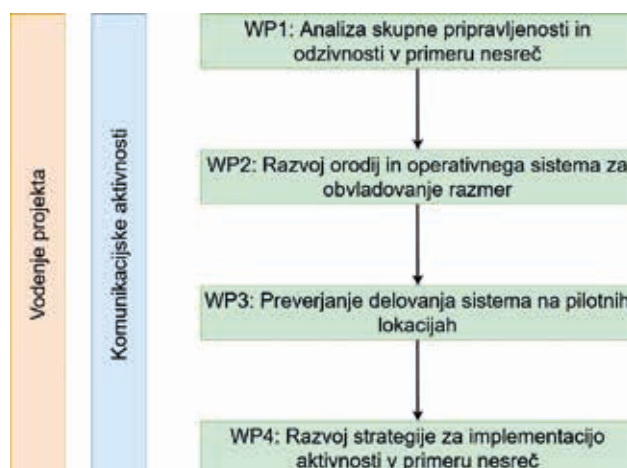 Vodenje projekta
Komunikacijske aktivnosti
WP1: Analiza skupne pripravljenosti in
odzivnosti v primeru nesreč
WP2: Razvoj orodij in operativnega sistema za
obvladovanje razmer
WP3: Preverjanje delovanja sistema na pilotnih
lokacijah
WP4: Razvoj strategije za implementacijo
aktivnosti v primeru nesreč